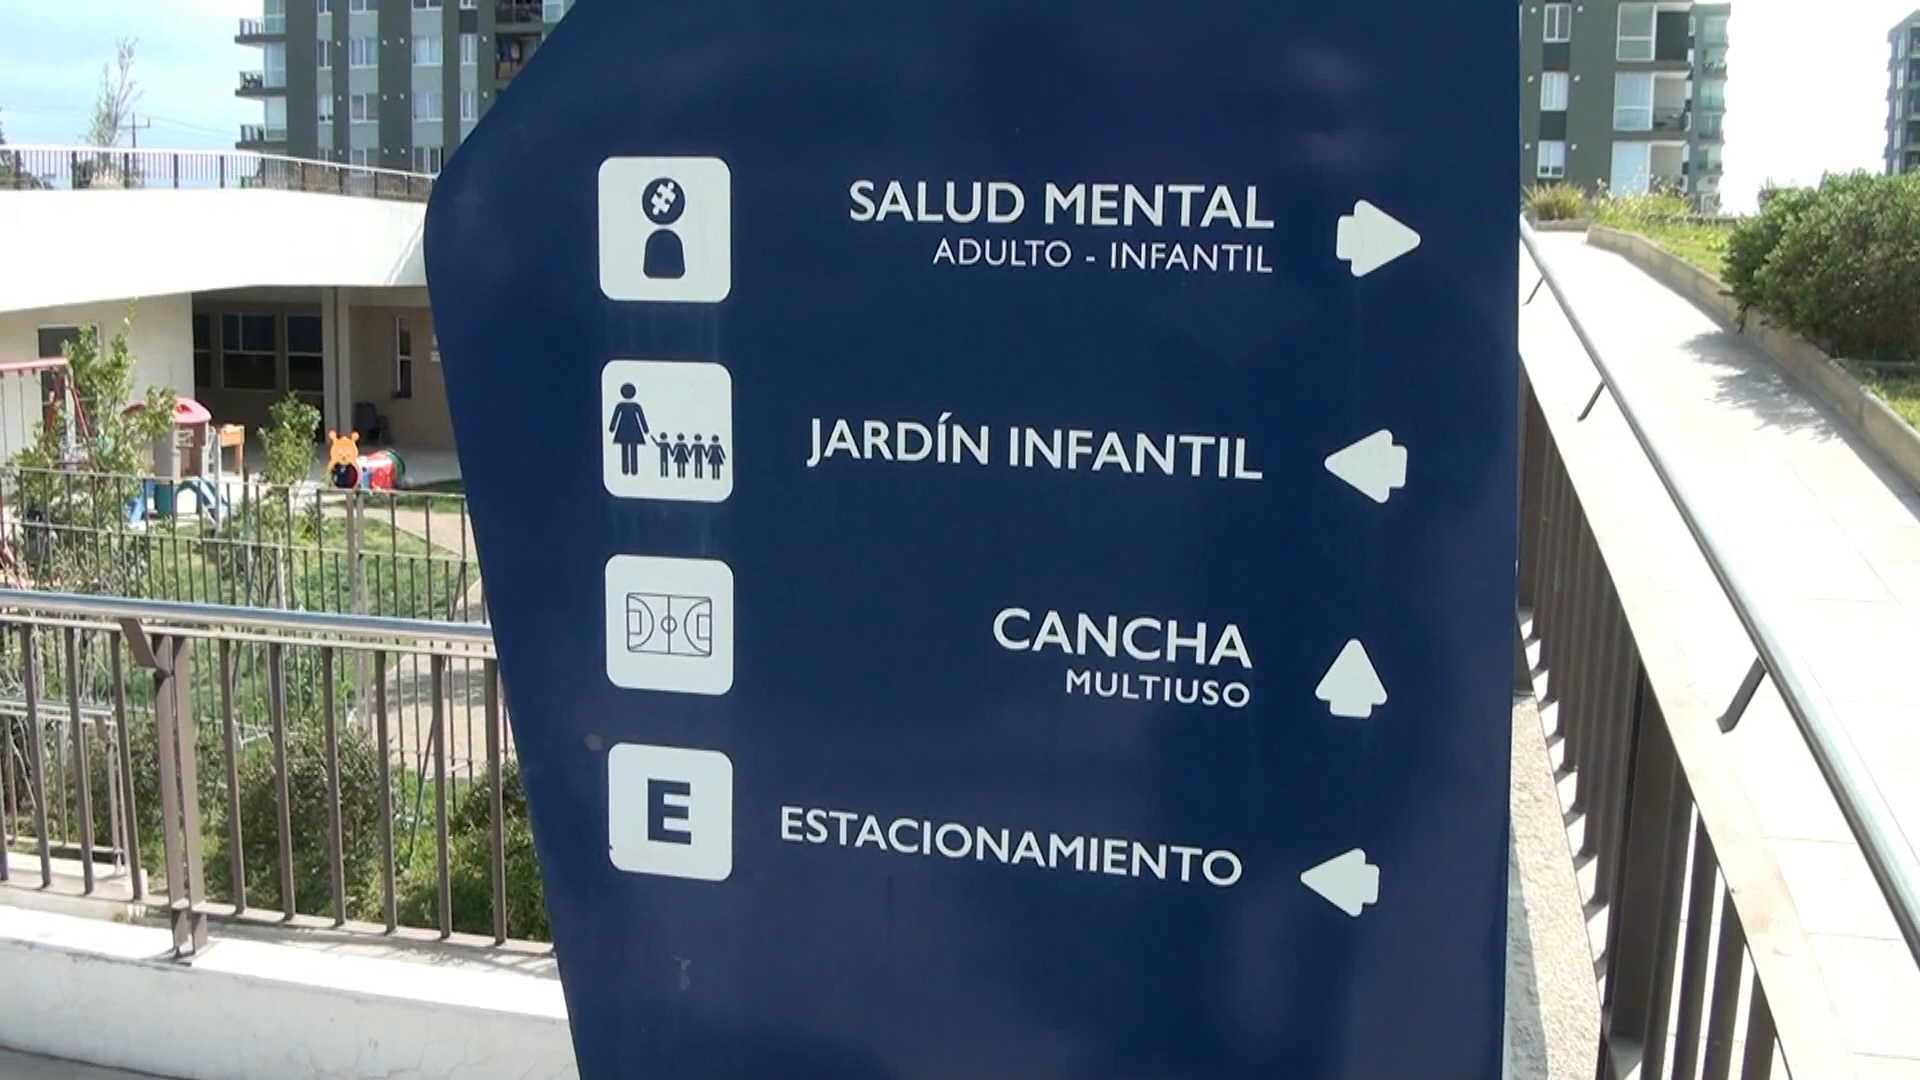 SALUD MENTAL
ADULTO - INFANTIL
JARDÍN INFANTIL
CANCHA
MULTIUSO
E
ESTACIONAMIENTO